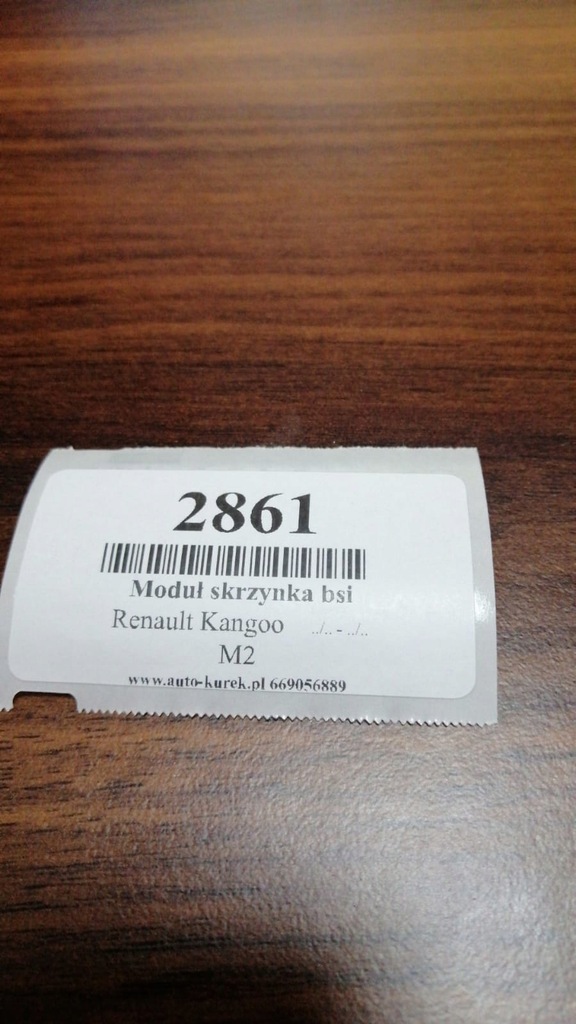 2861
Moduł skrzynka bsi
Renault Kangoo ../.. - ../..
M2
www.auto-kurek.pl 669056889